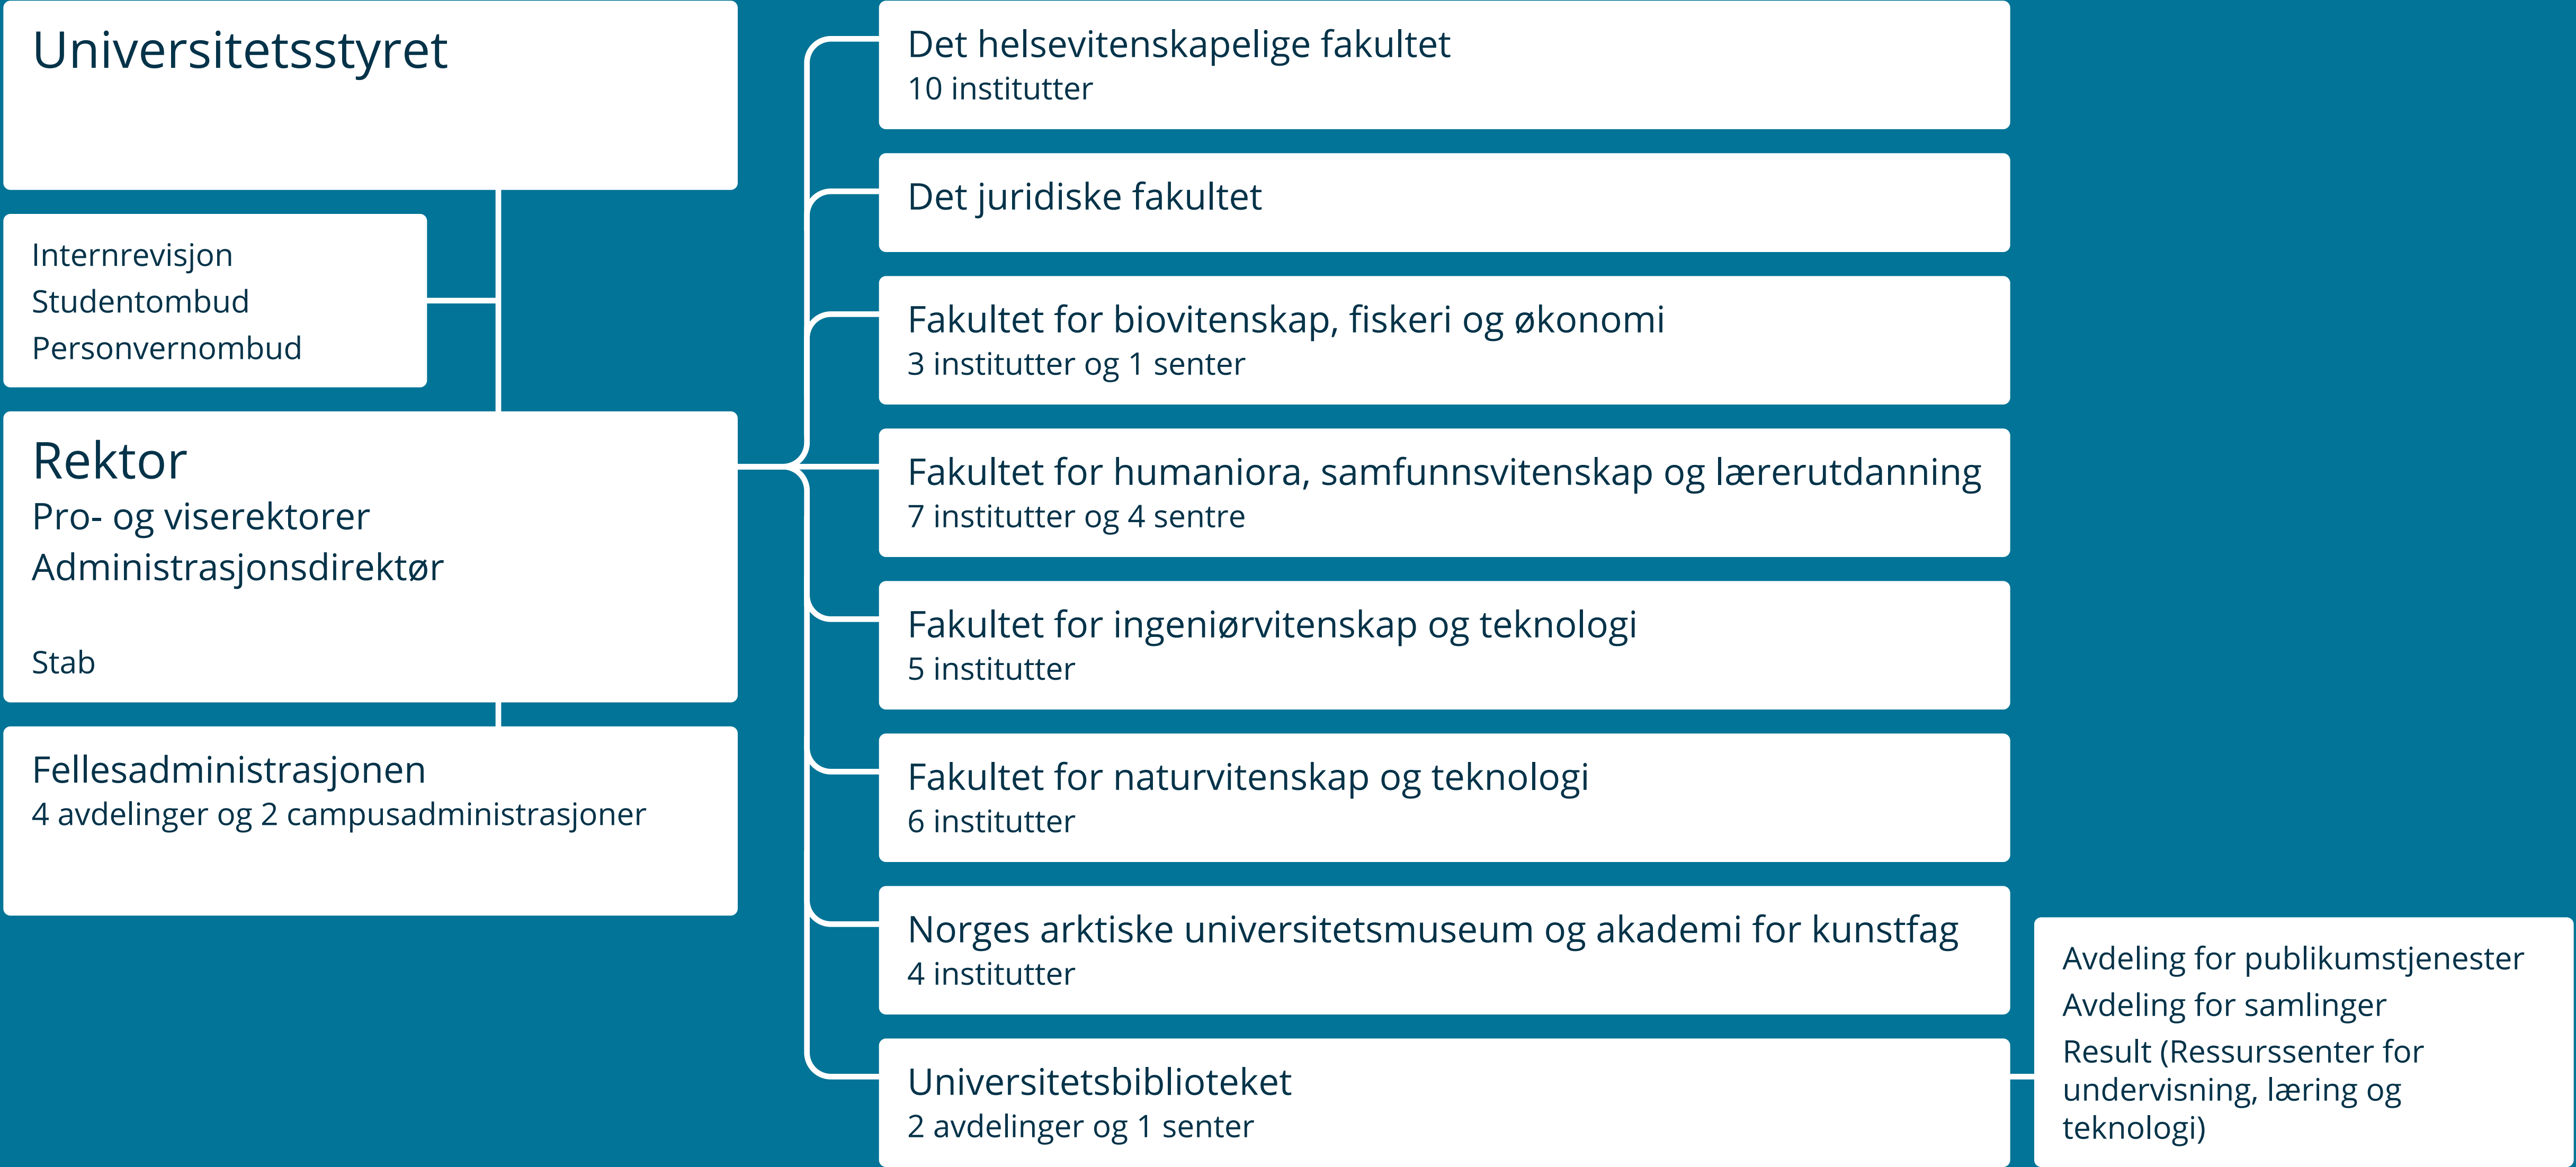 Universitetsstyret
Internrevisjon
Studentombud
Personvernombud
Rektor
Pro- og viserektorer
Administrasjonsdirektør
Stab
Fellesadministrasjonen
4 avdelinger og 2 campusadministrasjoner
Det helsevitenskapelige fakultet
10 institutter
Det juridiske fakultet
Fakultet for biovitenskap, fiskeri og økonomi
3 institutter og 1 senter
Fakultet for humaniora, samfunnsvitenskap og lærerutdanning
7 institutter og 4 sentre
Fakultet for ingeniørvitenskap og teknologi
5 institutter
Fakultet for naturvitenskap og teknologi
6 institutter
Norges arktiske universitetsmuseum og akademi for kunstfag
4 institutter
Universitetsbiblioteket
2 avdelinger og 1 senter
Avdeling for publikumstjenester
Avdeling for samlinger
Result (Ressurssenter for
undervisning, læring og
teknologi)